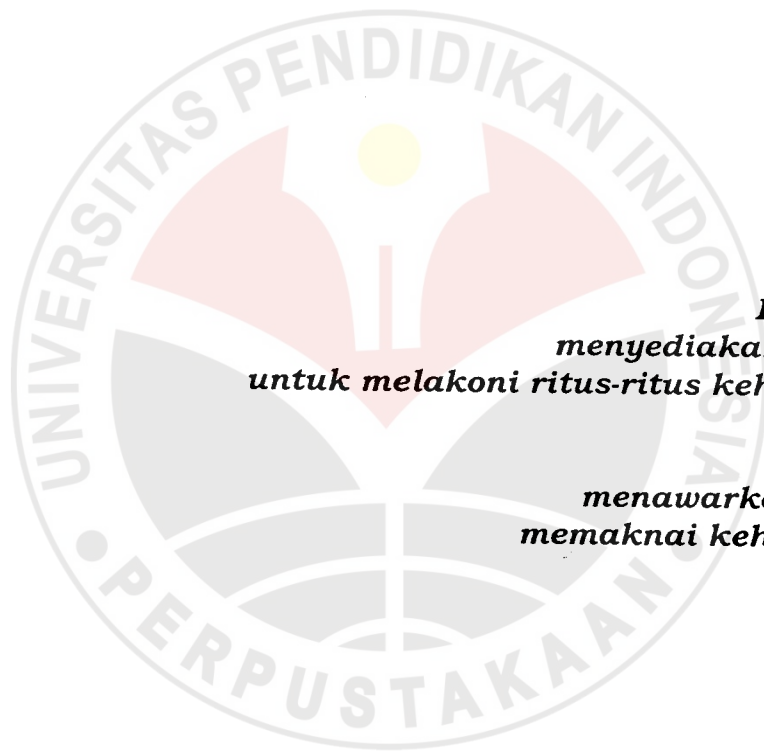 UNIVERSITAS PENDIDIKAN INDONESIA
menyediaka
untuk melakoni ritus-ritus keh
menawark
memaknai keh
PERPUSTAKAAN